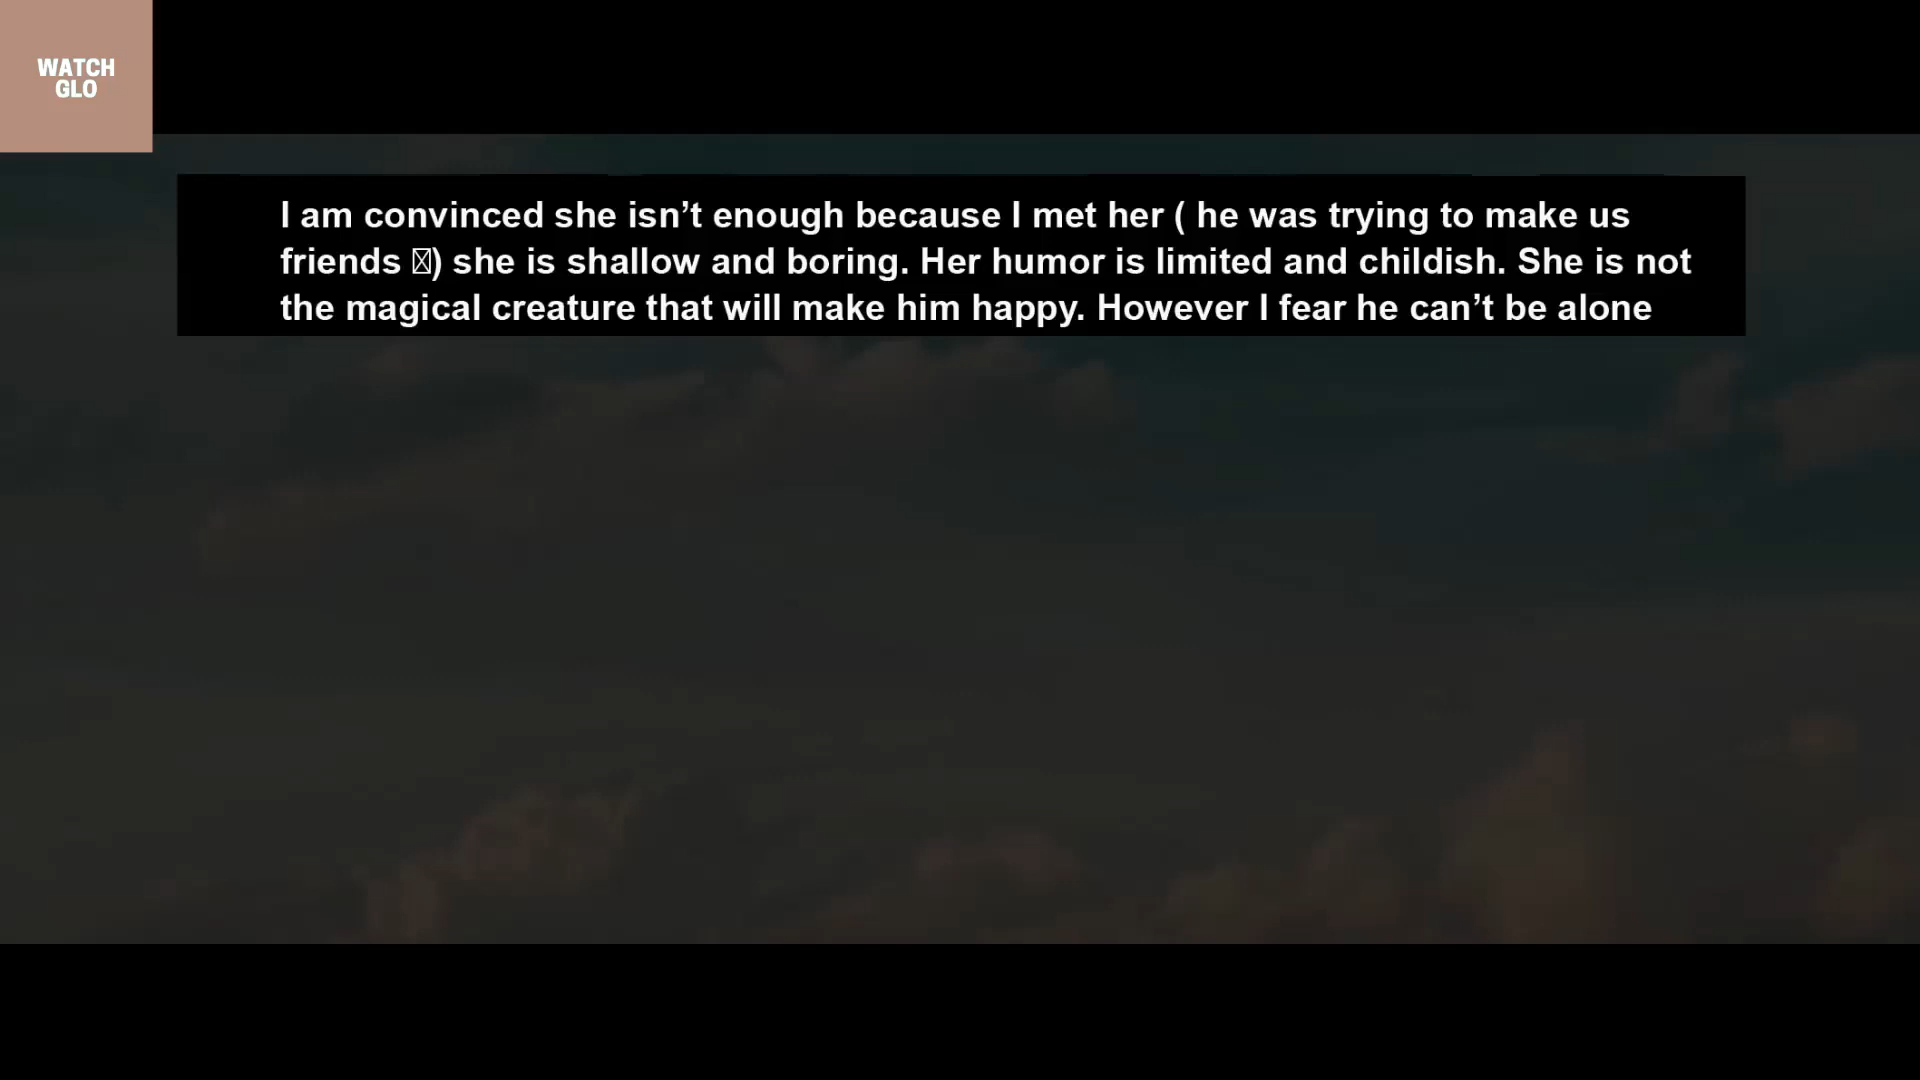 WATCH
GLO
I am convinced she isn’t enough because I met her ( he was trying to make us
friends ) she is shallow and boring. Her humor is limited and childish. She is not
the magical creature that will make him happy. However I fear he can’t be alone